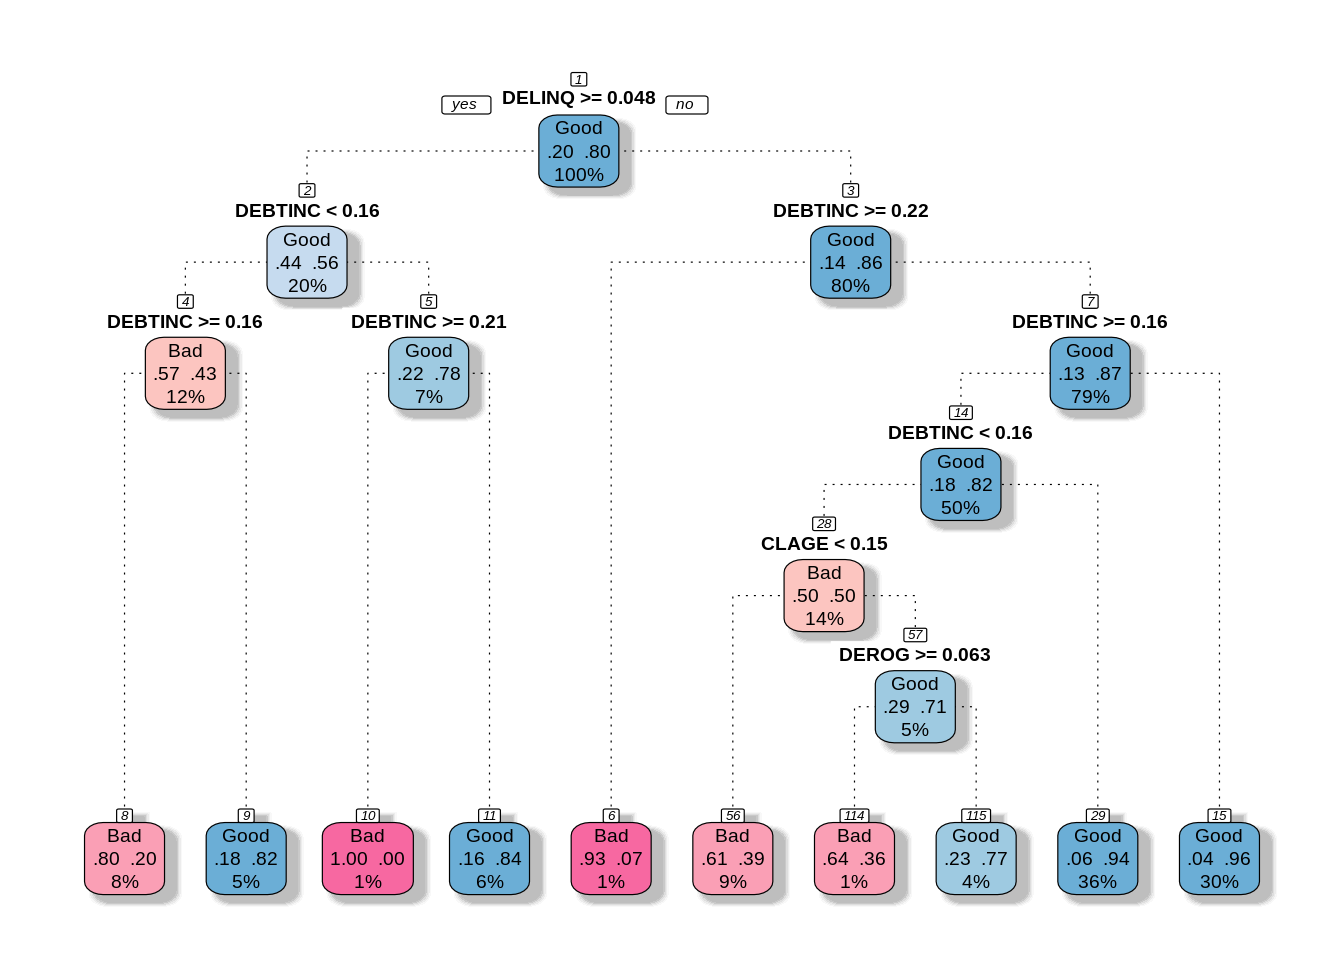 1
yes DELINQ >= 0.048 no
Good
.20 .80
100%
2
DEBTINC < 0.16
Good
.44 .56
20%
3
DEBTINC >= 0.22
Good
.14 .86
80%
4
DEBTINC >= 0.16
Bad
.57 .43
12%
5
DEBTINC >= 0.21
Good
.22 .78
7%
7
DEBTINC >= 0.16
Good
.13 .87
79%
14
DEBTINC < 0.16
Good
.18 .82
50%
28
CLAGE < 0.15
Bad
.50 .50
14%
57
DEROG >= 0.063
Good
.29 .71
5%
8
Bad
.80 .20
8%
9
Good
.18 .82
5%
10
Bad
1.00 .00
1%
11
Good
.16 .84
6%
6
Bad
.93 .07
1%
56
Bad
.61 .39
9%
114
Bad
.64 .36
1%
115
Good
.23 .77
4%
29
Good
.06 .94
36%
15
Good
.04 .96
30%